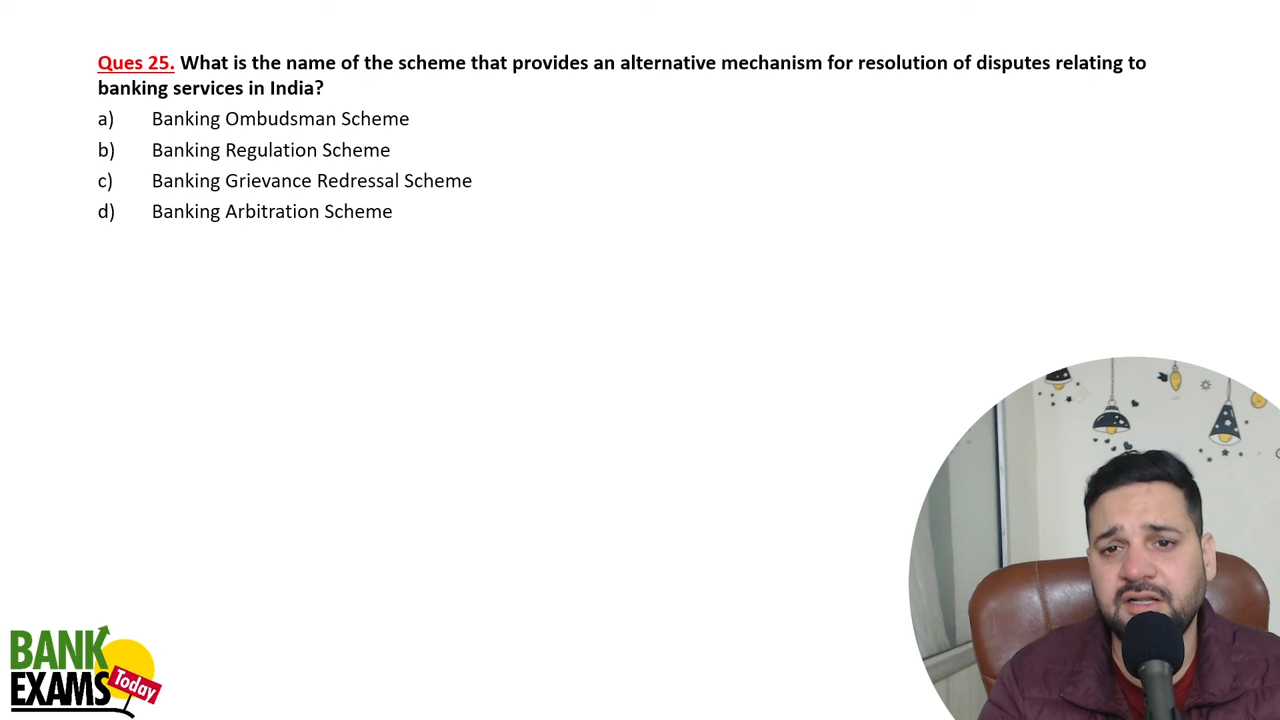 Ques 25. What is the name of the scheme that provides an alternative mechanism for resolution of disputes relating to
banking services in India?
a) Banking Ombudsman Scheme
b) Banking Regulation Scheme
c) Banking Grievance Redressal Scheme
d) Banking Arbitration Scheme
BANK
EXAMS
Today